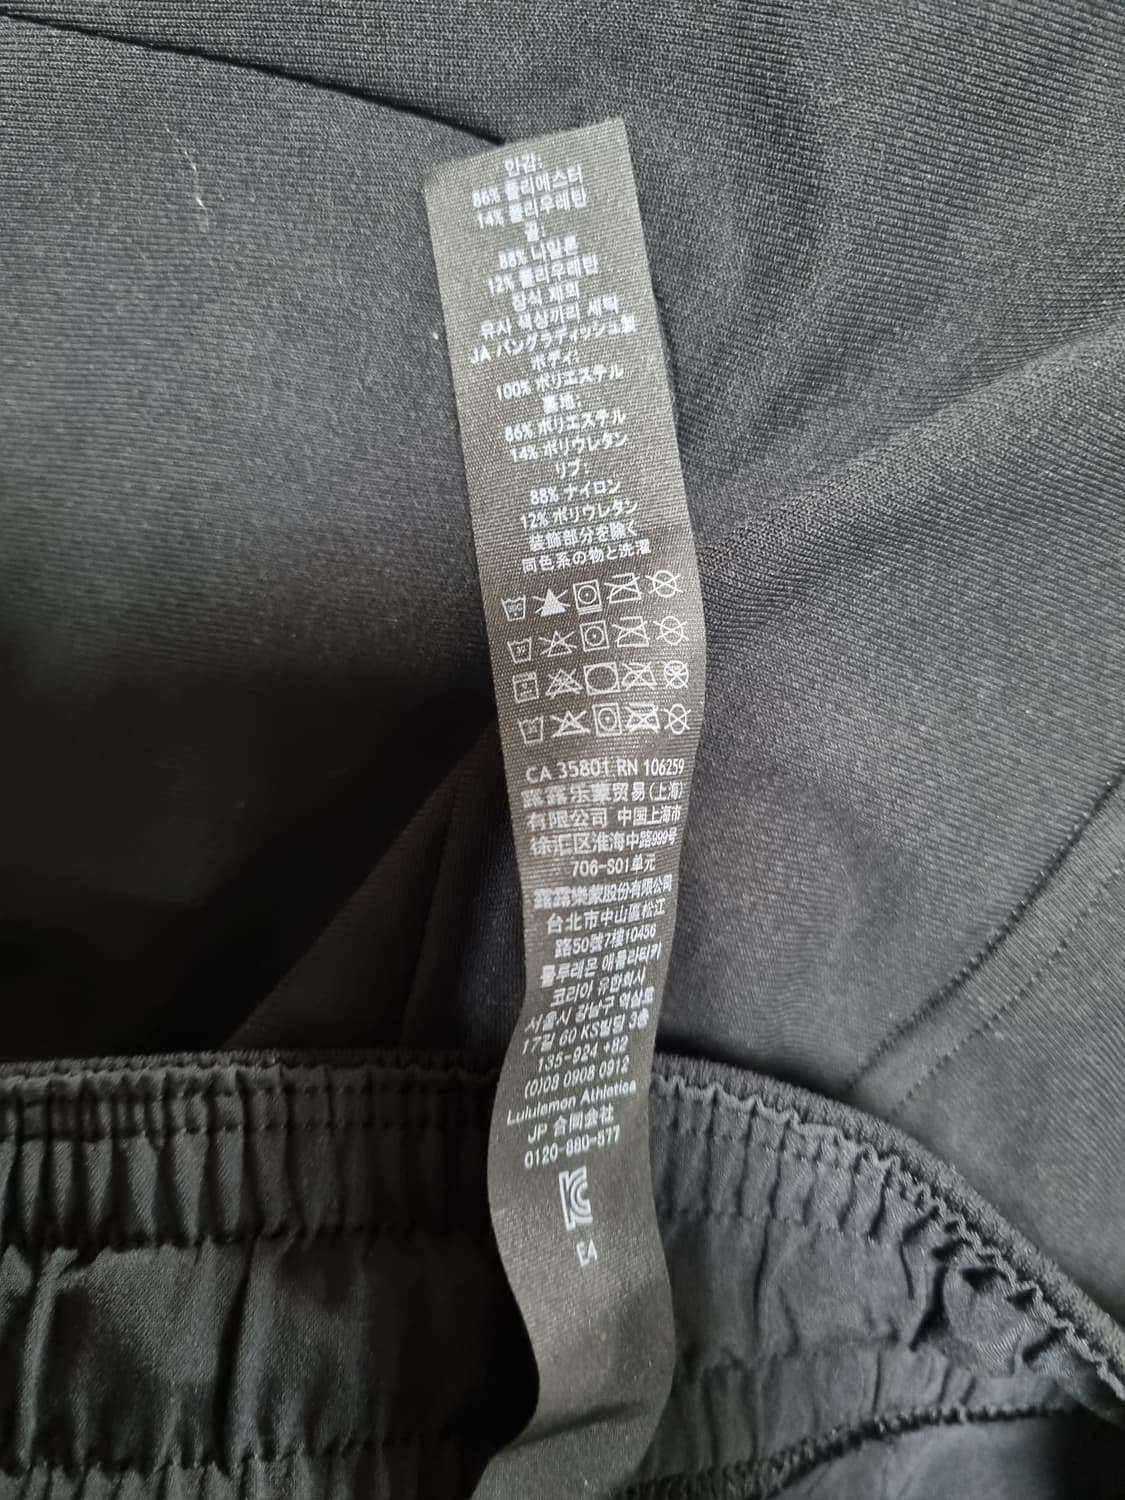 안감:
86% 폴리에스터
14% 폴리우레탄
골:
88% 나일론
12% 폴리우레탄
장식 제외
유사 색상끼리 세탁
JA バングラディッシュ製
ボディ:
100% ポリエステル
裏地:
86% ポリエステル
14% ポリウレタン
リブ:
88% ナイロン
12% ポリウレタン
装飾部分を除く
同色系の物と洗濯
CA 35801 RN 106259
露露乐蒙贸易(上海)
有限公司 中国上海市
徐汇区淮海中路999号
706-S01单元
露露樂蒙股份有限公司
台北市中山區松江
路50號7樓10456
룰루레몬 애틀라티카
코리아 유한회사
서울시 강남구 역삼로
17길 60 KS빌딩 3층
135-924 +82
(0)08 0908 0912
Lululemon Athletica
JP 合同会社
0120-880-577
KC
E4